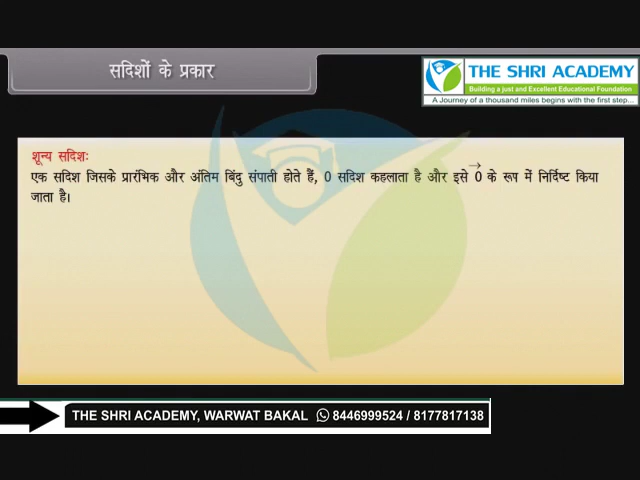 सदिशों के प्रकार
THE SHRI ACADEMY
Building a just and Excellent Educational Foundation
A Journey of a thousand miles begins with the first step...
शून्य सदिशः
एक सदिश जिसके प्रारंभिक और अंतिम बिंदु संपाती होते हैं, 0 सदिश कहलाता है और इसे 0⃗ के रूप में निर्दिष्ट किया
जाता है।
THE SHRI ACADEMY, WARWAT BAKAL 8446999524 / 8177817138